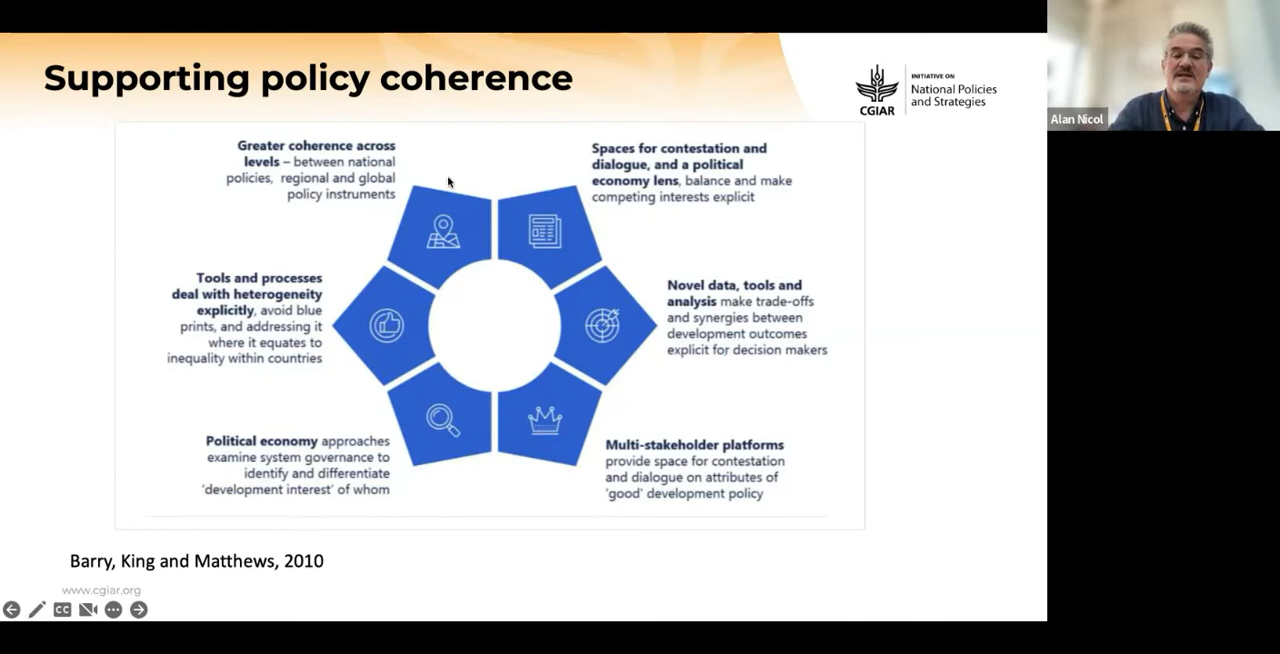 Supporting policy coherence
CGIAR
INITIATIVE ON
National Policies
and Strategies
Alan Nicol
Greater coherence across
levels – between national
policies, regional and global
policy instruments
Spaces for contestation and
dialogue, and a political
economy lens, balance and make
competing interests explicit
Tools and processes
deal with heterogeneity
explicitly, avoid blue
prints, and addressing it
where it equates to
inequality within countries
Novel data, tools and
analysis make trade-offs
and synergies between
development outcomes
explicit for decision makers
Political economy approaches
examine system governance to
identify and differentiate
'development interest' of whom
Multi-stakeholder platforms
provide space for contestation
and dialogue on attributes of
'good' development policy
Barry, King and Matthews, 2010
www.cgiar.org
CC